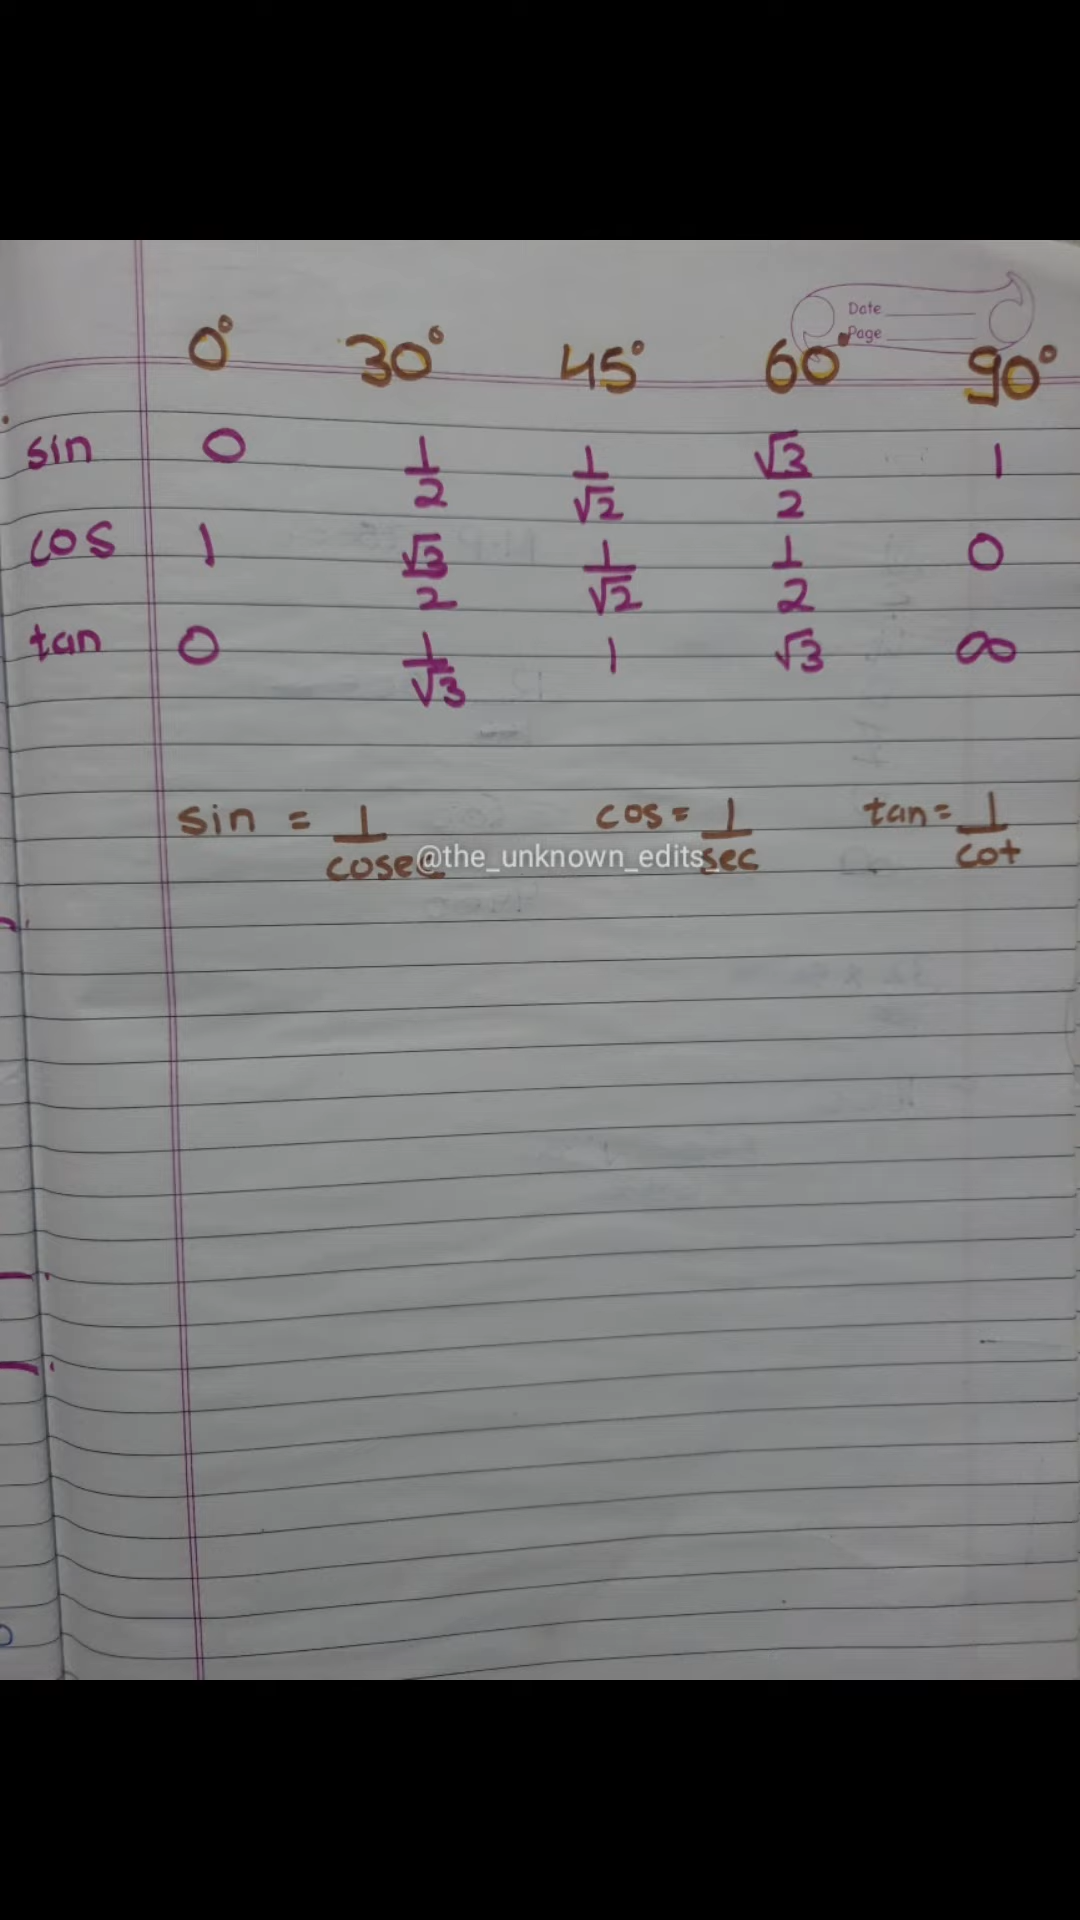 Date
Page
0° 30° 45° 60° 90°
sin 0 1/2 1/√2 √3/2 1
cos 1 √3/2 1/√2 1/2 0
tan 0 1/√3 1 √3 ∞
sin = 1/cosec cos = 1/sec tan = 1/cot
@the_unknown_edits_